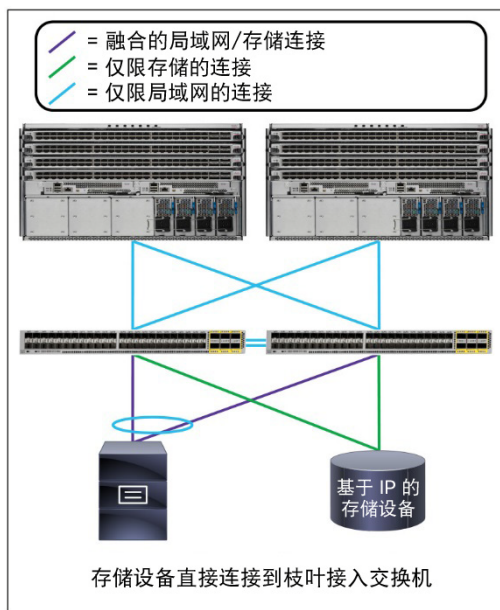 = 融合的局域网/存储连接
= 仅限存储的连接
= 仅限局域网的连接
基于 IP 的
存储设备
存储设备直接连接到枝叶接入交换机